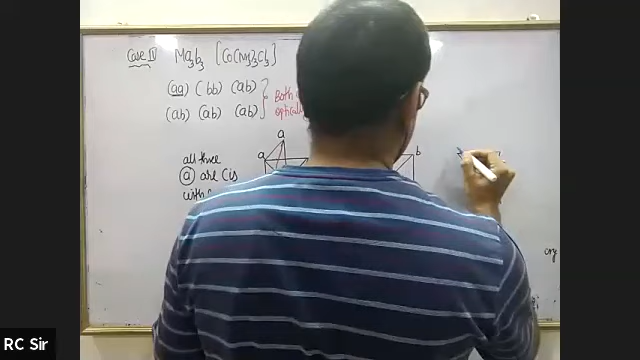 Case IV Ma3b3 [Co(NH3)3Cl3]
(aa) (bb) (ab)
(ab) (ab) (ab)
Both
optically
a
a
b
all three
a are Cis
with
RC Sir